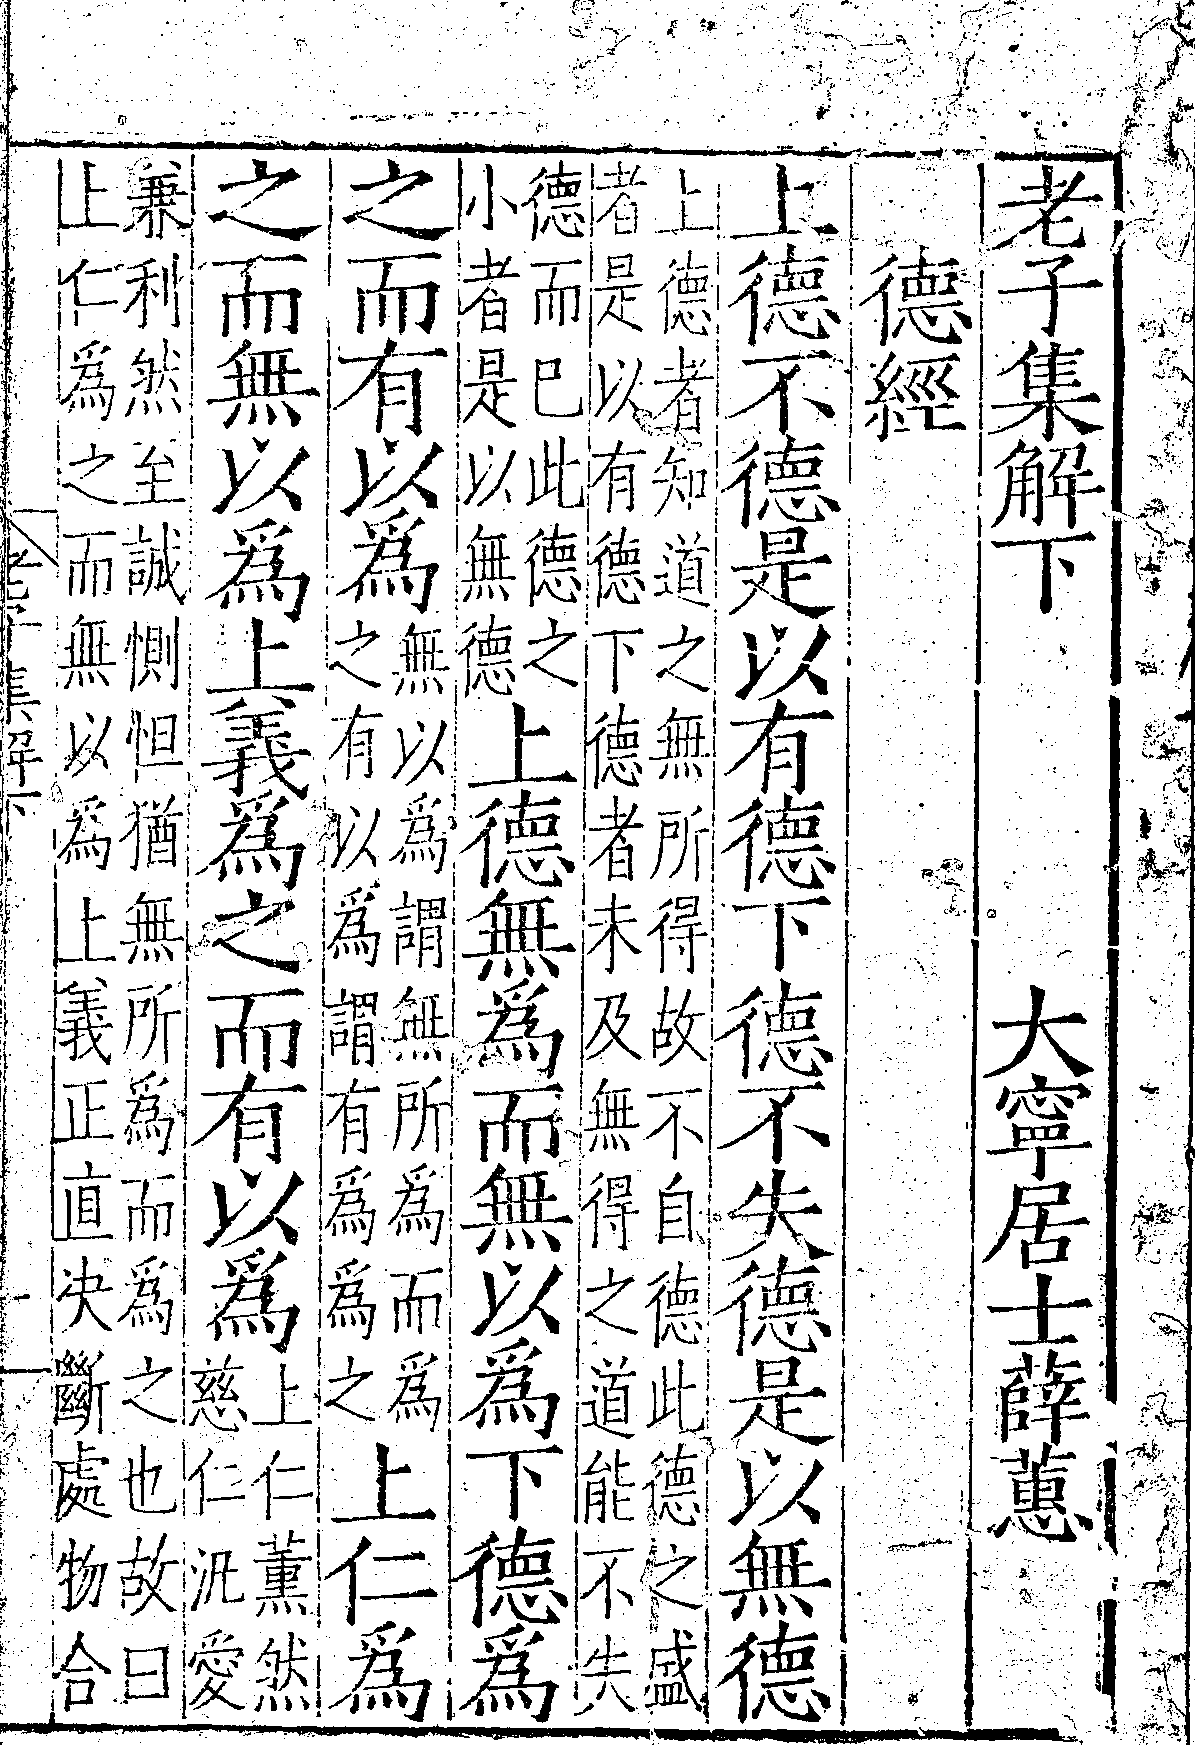 老子集解下　大寧居士薛蕙
德經
上德不德是以有德下德不失德是以無德
上德者知道之無所得故不自德此德之盛
者是以有德下德者未及無得之道能不失
德而已此德之
小者是以無德
上德無爲而無以爲下德爲
之而有以爲
無以爲謂無所爲而爲
之有以爲謂有爲爲之
上仁爲
之而無以爲上義爲之而有以爲
上仁薫然
慈仁汎愛
兼利然至誠惻怛猶無所爲而爲之也故曰
上仁爲之而無以爲上義正直决斷處物合
老子集解下